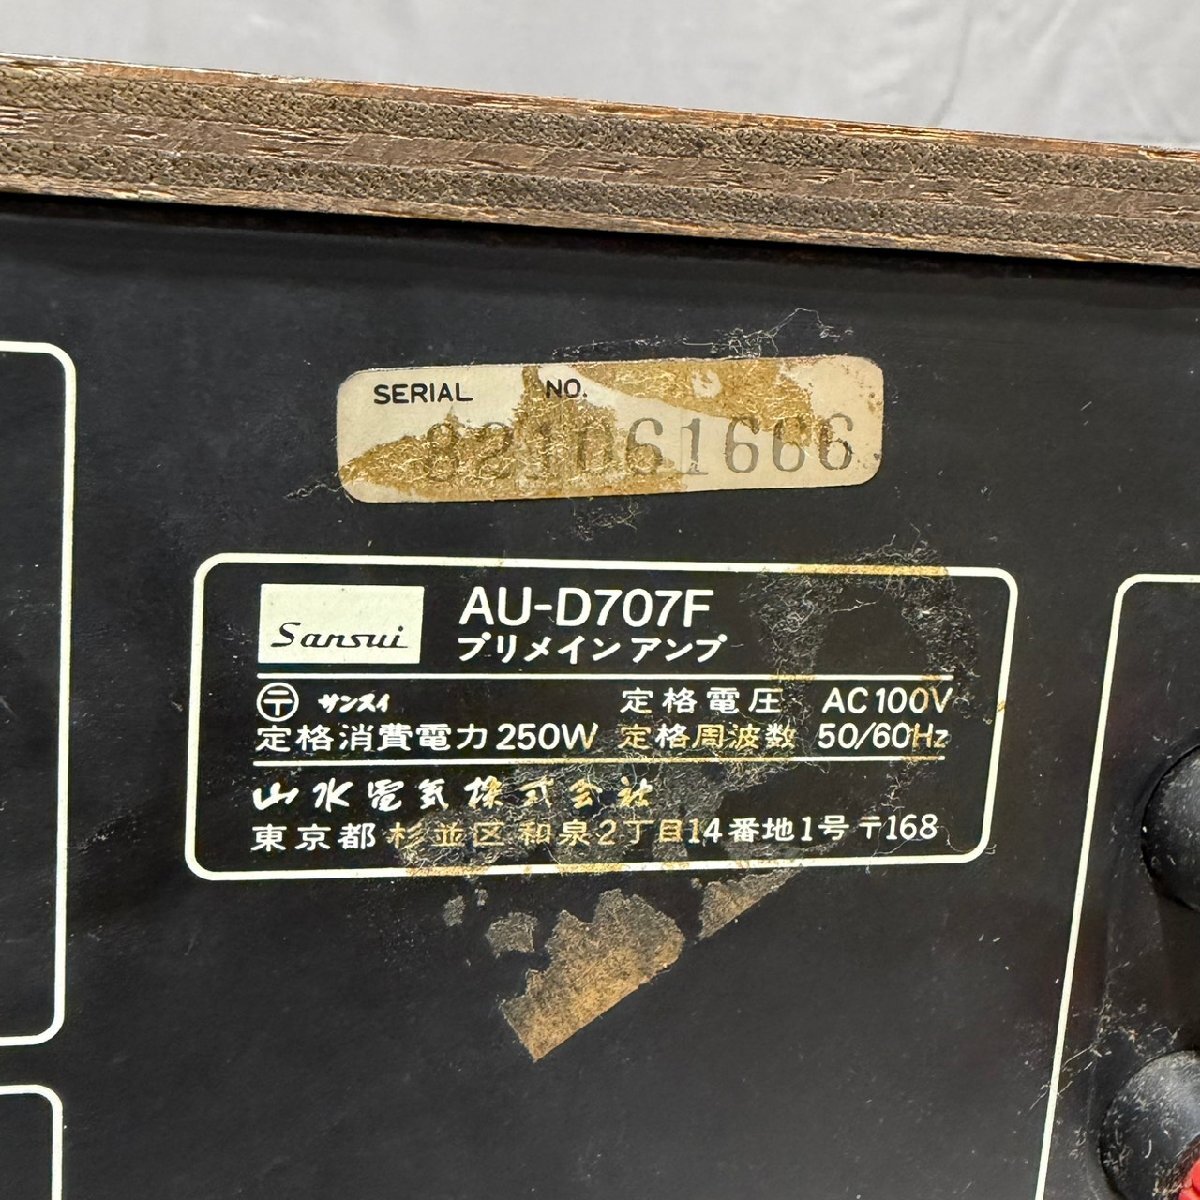 SERIAL NO.
821061666
Sansui
AU-D707F
プリメインアンプ
〒 サンスイ 定格電圧 AC100V
定格消費電力 250W 定格周波数 50/60Hz
山水電気株式会社
東京都杉並区和泉2丁目14番地1号〒168